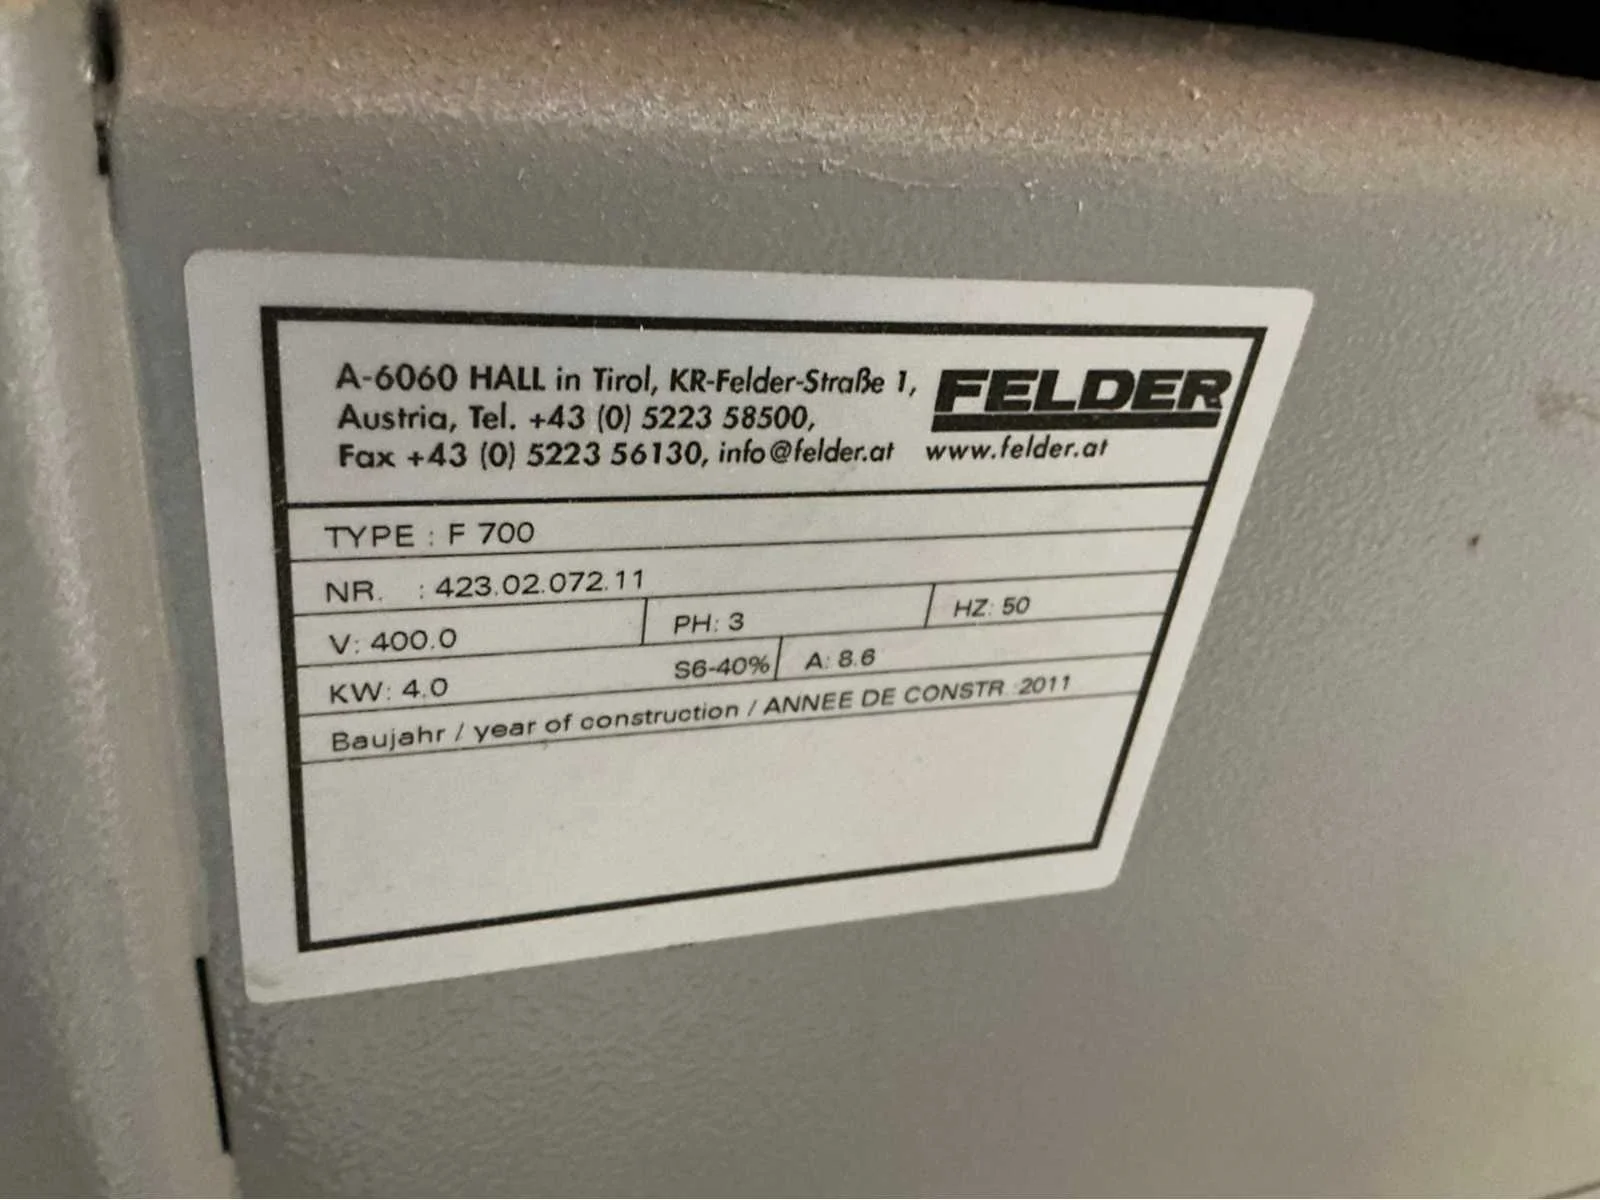 A-6060 HALL in Tirol, KR-Felder-Straße 1,
Austria, Tel. +43 (0) 5223 58500,
Fax +43 (0) 5223 56130, info@felder.at
FELDER
www.felder.at
TYPE : F 700
NR. : 423.02.072.11
V: 400.0 PH: 3 HZ: 50
KW: 4.0 S6-40% A: 8.6
Baujahr / year of construction / ANNEE DE CONSTR. :2011